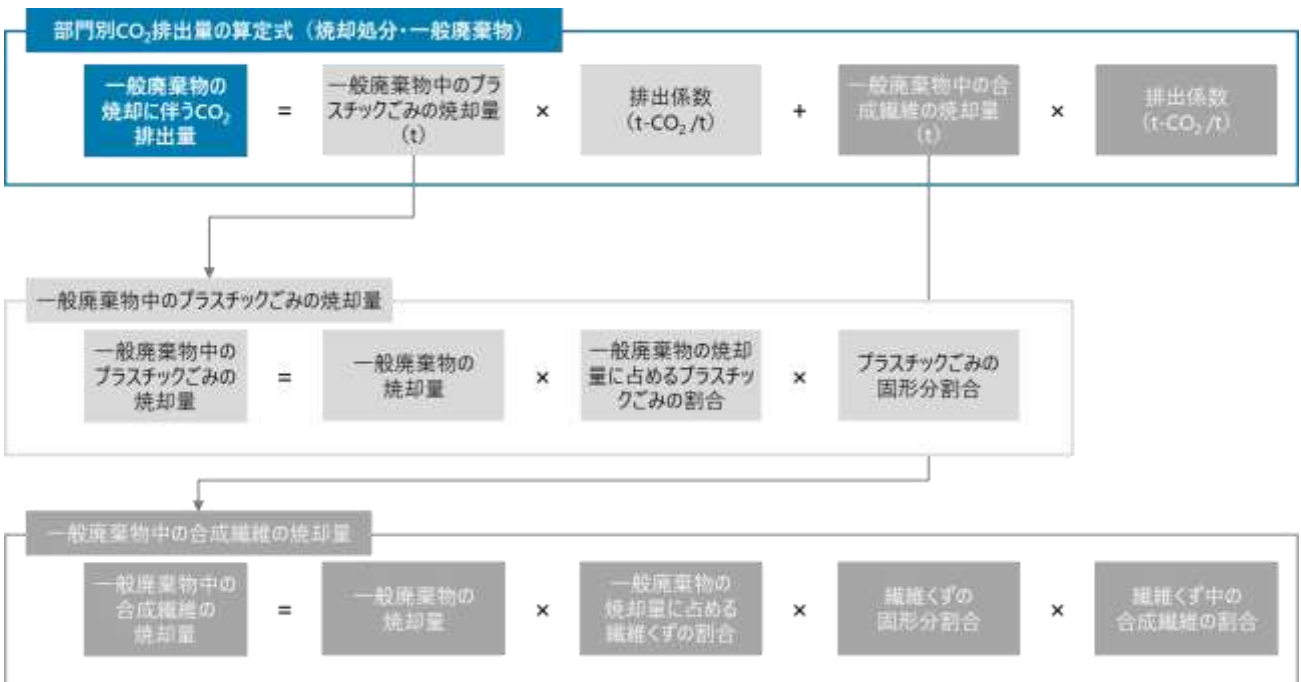 部門別CO₂排出量の算定式（焼却処分・一般廃棄物）
一般廃棄物の
焼却に伴うCO₂
排出量
=
一般廃棄物中のプラ
スチックごみの焼却量
(t)
×
排出係数
(t-CO₂/t)
+
一般廃棄物中の合
成繊維の焼却量
(t)
×
排出係数
(t-CO₂/t)
一般廃棄物中のプラスチックごみの焼却量
一般廃棄物中の
プラスチックごみの
焼却量
=
一般廃棄物の
焼却量
×
一般廃棄物の焼却
量に占めるプラスチッ
クごみの割合
×
プラスチックごみの
固形分割合
一般廃棄物中の合成繊維の焼却量
一般廃棄物中の
合成繊維の
焼却量
=
一般廃棄物の
焼却量
×
一般廃棄物の
焼却量に占める
繊維くずの割合
×
繊維くずの
固形分割合
×
繊維くず中の
合成繊維の割合